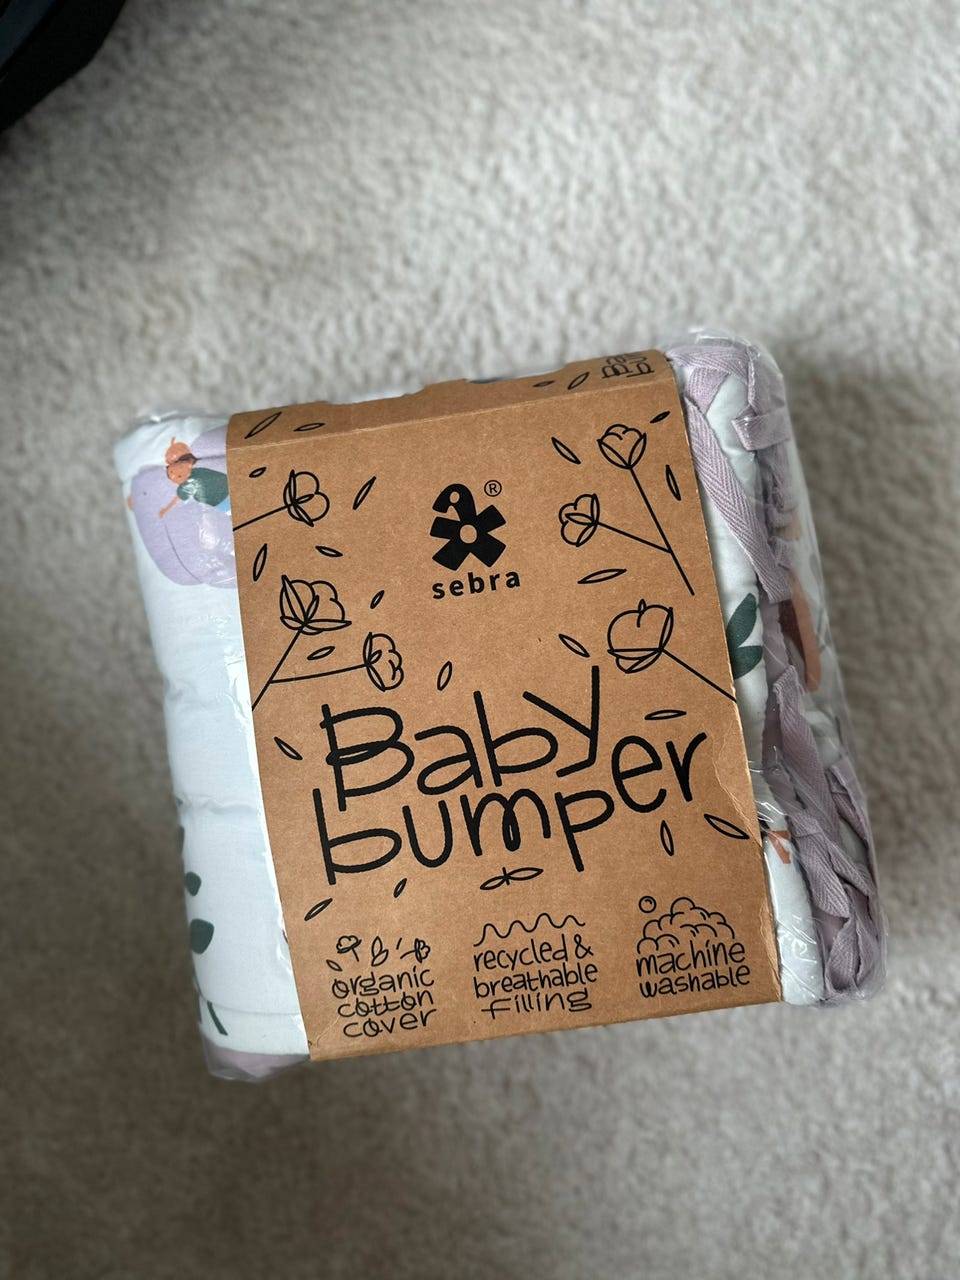 ®
sebra
Baby
bumper
organic
cotton
cover
recycled &
breathable
filling
machine
washable